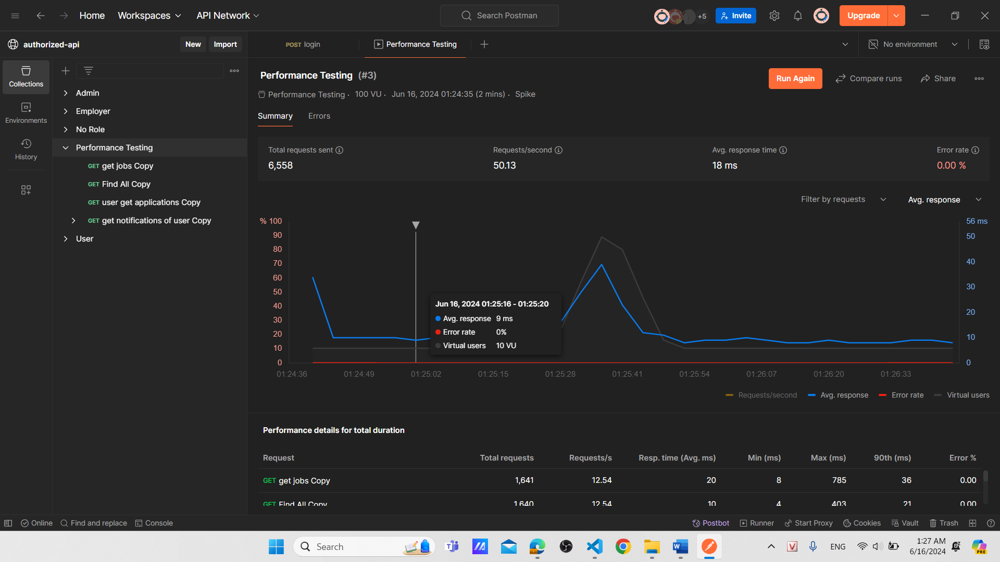 Home Workspaces API Network Search Postman +5 Invite Upgrade
authorized-api New Import POST login Performance Testing No environment
Collections
Environments
History
Admin
Employer
No Role
Performance Testing
GET get jobs Copy
GET Find All Copy
GET user get applications Copy
GET get notifications of user Copy
User
Performance Testing (#3)
Run Again Compare runs Share
Performance Testing · 100 VU · Jun 16, 2024 01:24:35 (2 mins) · Spike
Summary Errors
Total requests sent Requests/second Avg. response time Error rate
6,558 50.13 18 ms 0.00 %
Filter by requests Avg. response
% 100 56 ms
90 50
80
70 40
60
50 30
40
30 20
20
10 10
0 0
Jun 16, 2024 01:25:16 - 01:25:20
Avg. response 9 ms
Error rate 0%
Virtual users 10 VU
01:24:36 01:24:49 01:25:02 01:25:15 01:25:28 01:25:41 01:25:54 01:26:07 01:26:20 01:26:33
Requests/second Avg. response Error rate Virtual users
Performance details for total duration
Request Total requests Requests/s Resp. time (Avg. ms) Min (ms) Max (ms) 90th (ms) Error %
GET get jobs Copy 1,641 12.54 20 8 785 36 0.00
GET Find All Copy 1,640 12.54 10 4 403 21 0.00
Online Find and replace Console Postbot Runner Start Proxy Cookies Vault Trash
Search ENG 1:27 AM
6/16/2024
PRE